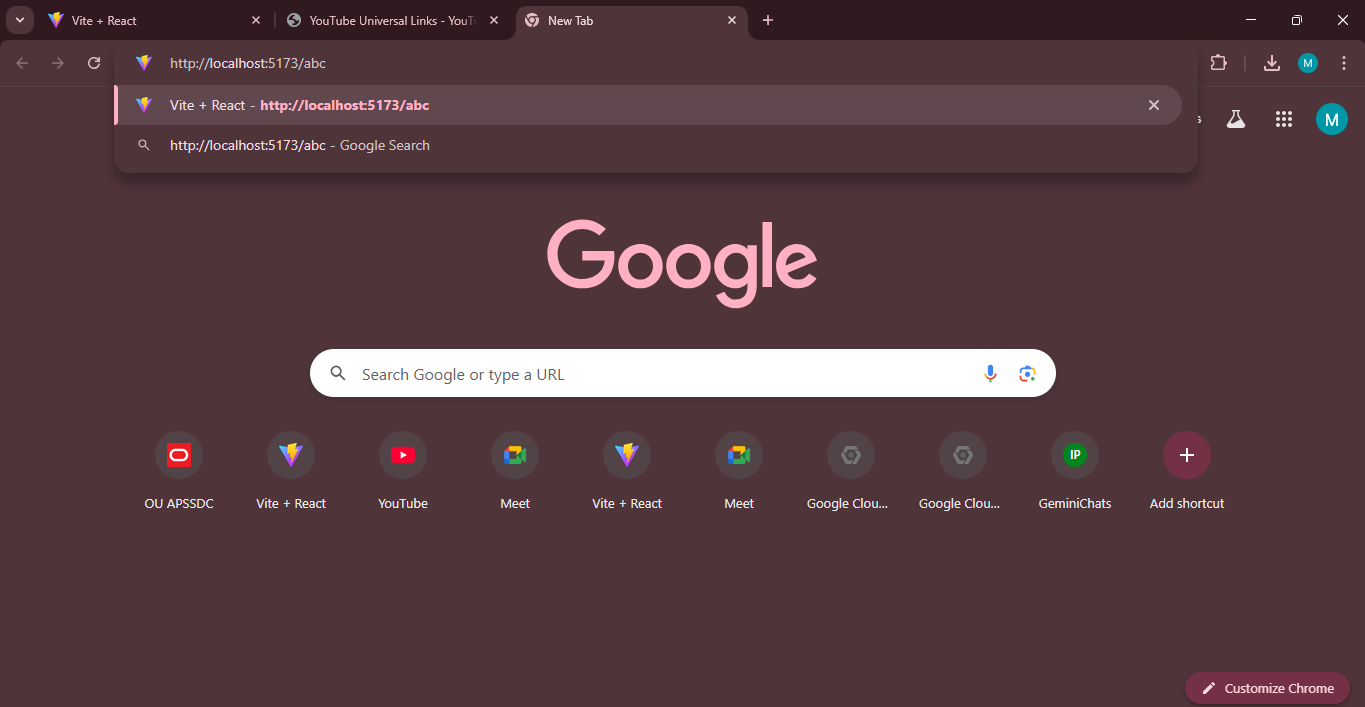 Vite + React
YouTube Universal Links - YouT
New Tab
http://localhost:5173/abc
M
Vite + React - http://localhost:5173/abc
s
M
http://localhost:5173/abc - Google Search
Google
Search Google or type a URL
IP
OU APSSDC
Vite + React
YouTube
Meet
Vite + React
Meet
Google Clou...
Google Clou...
GeminiChats
Add shortcut
Customize Chrome